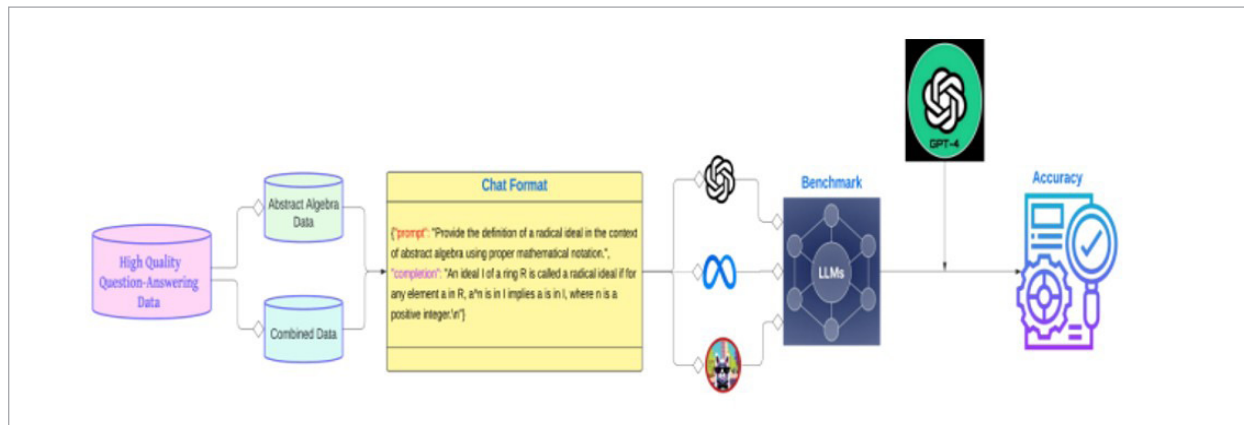 High Quality
Question-Answering
Data
Abstract Algebra
Data
Combined Data
Chat Format
{"prompt": "Provide the definition of a radical ideal in the context
of abstract algebra using proper mathematical notation.",
"completion": "An ideal I of a ring R is called a radical ideal if for
any element a in R, a^n is in I implies a is in I, where n is a
positive integer.\n"}
Benchmark
LLMs
GPT-4
Accuracy